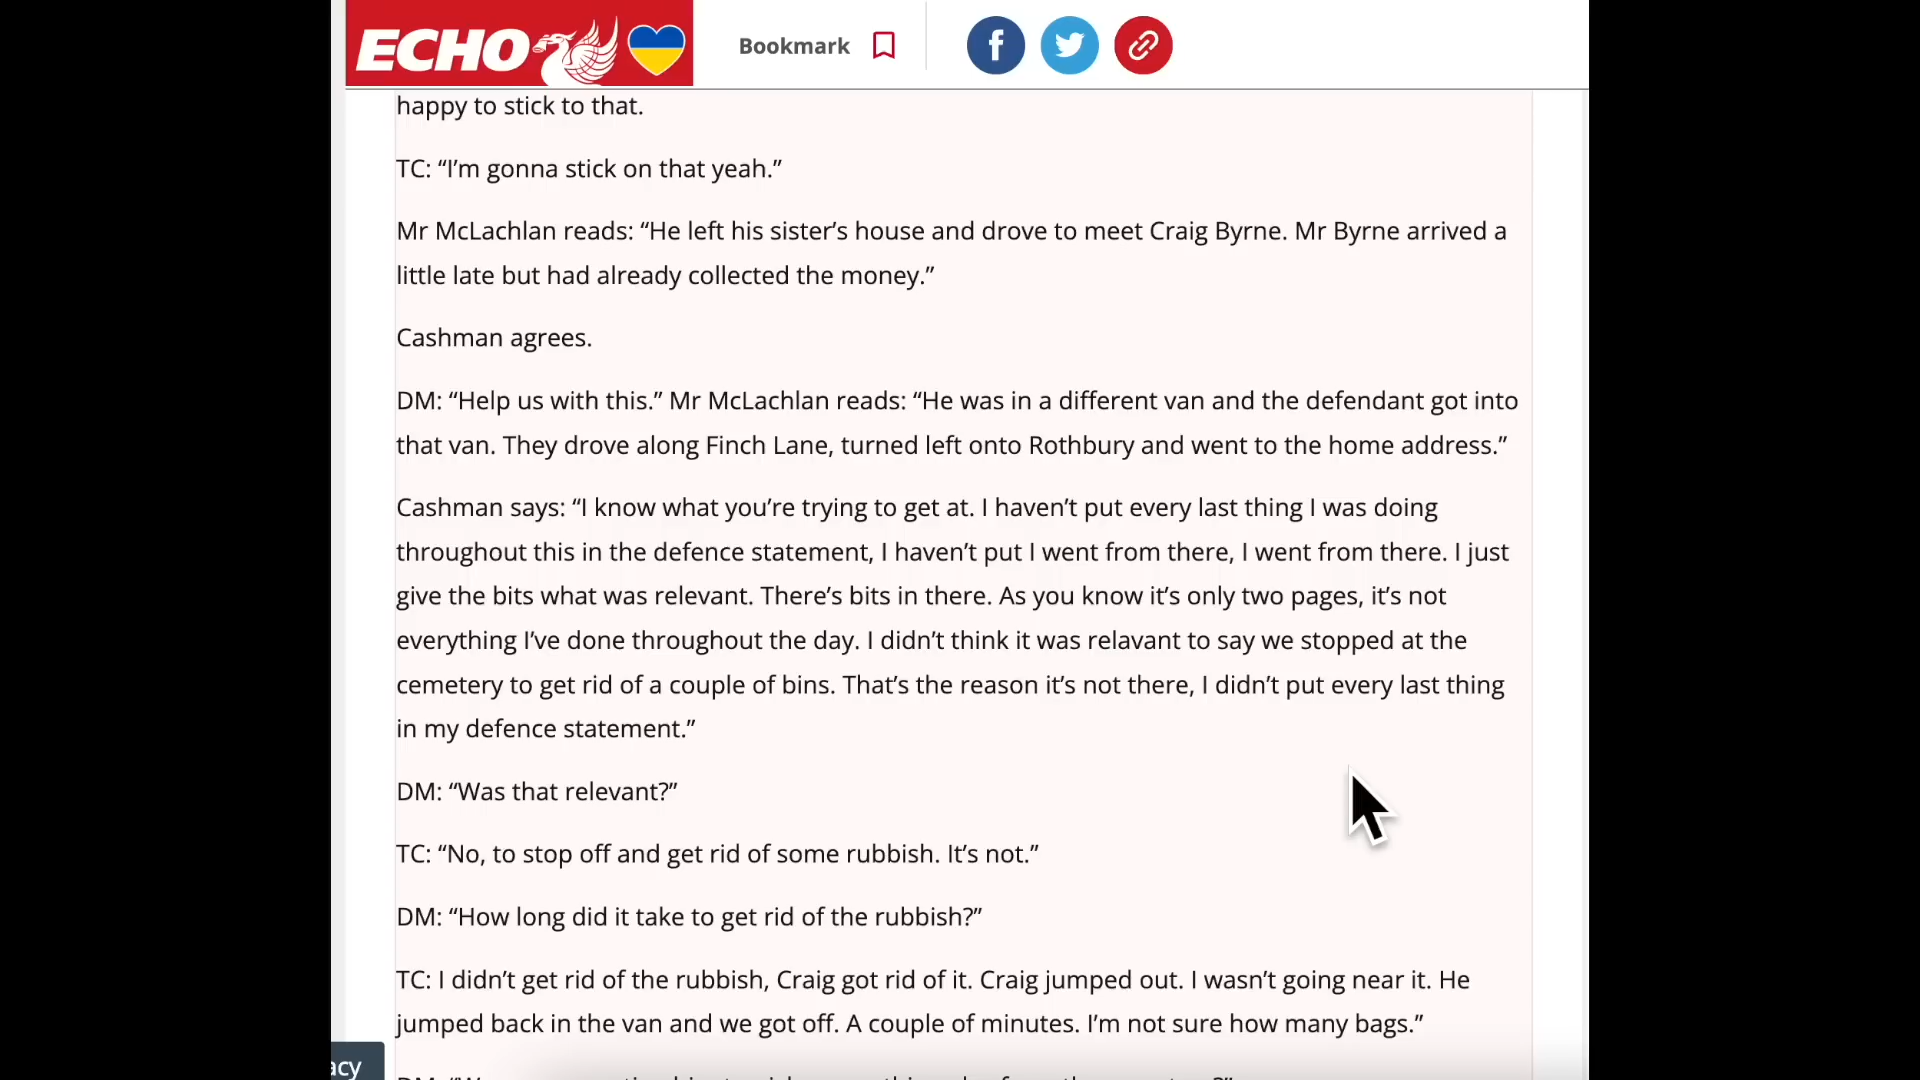 ECHO
Bookmark
happy to stick to that.
TC: “I’m gonna stick on that yeah.”
Mr McLachlan reads: “He left his sister’s house and drove to meet Craig Byrne. Mr Byrne arrived a
little late but had already collected the money.”
Cashman agrees.
DM: “Help us with this.” Mr McLachlan reads: “He was in a different van and the defendant got into
that van. They drove along Finch Lane, turned left onto Rothbury and went to the home address.”
Cashman says: “I know what you’re trying to get at. I haven’t put every last thing I was doing
throughout this in the defence statement, I haven’t put I went from there, I went from there. I just
give the bits what was relevant. There’s bits in there. As you know it’s only two pages, it’s not
everything I’ve done throughout the day. I didn’t think it was relavant to say we stopped at the
cemetery to get rid of a couple of bins. That’s the reason it’s not there, I didn’t put every last thing
in my defence statement.”
DM: “Was that relevant?”
TC: “No, to stop off and get rid of some rubbish. It’s not.”
DM: “How long did it take to get rid of the rubbish?”
TC: I didn’t get rid of the rubbish, Craig got rid of it. Craig jumped out. I wasn’t going near it. He
jumped back in the van and we got off. A couple of minutes. I’m not sure how many bags.”
acy